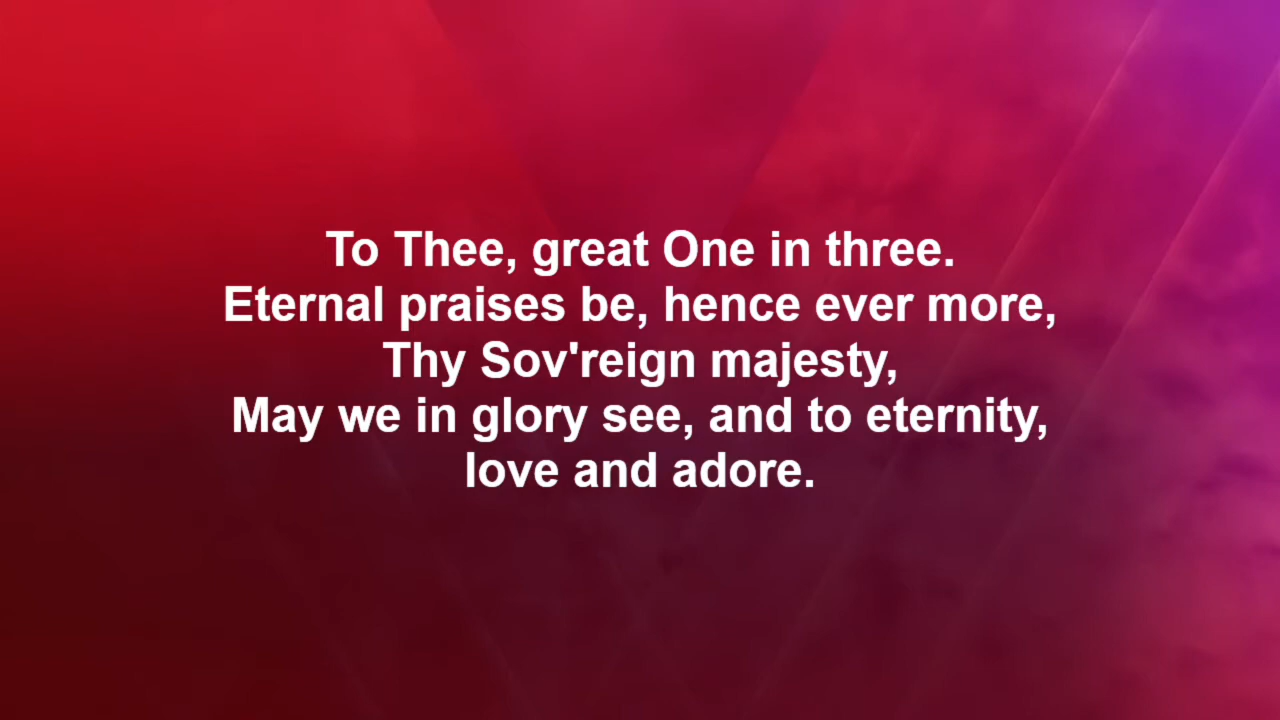 To Thee, great One in three.
Eternal praises be, hence ever more,
Thy Sov'reign majesty,
May we in glory see, and to eternity,
love and adore.